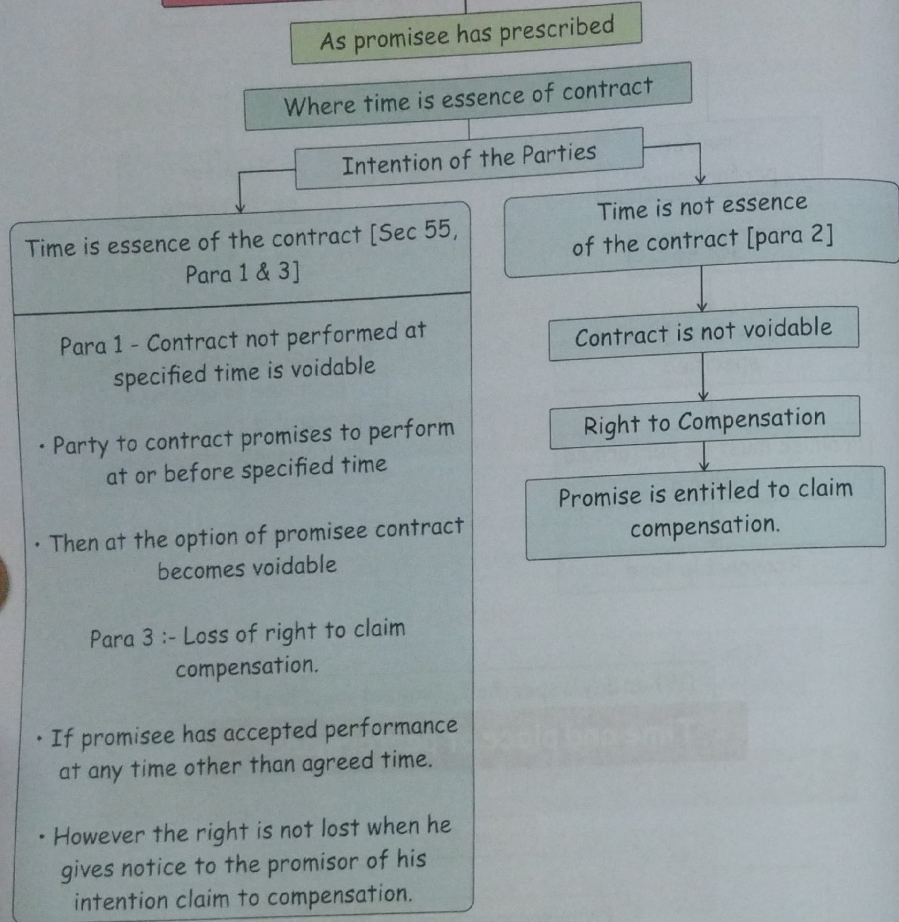 As promisee has prescribed
Where time is essence of contract
Intention of the Parties
Time is essence of the contract [Sec 55,
Para 1 & 3]
Para 1 - Contract not performed at
specified time is voidable
· Party to contract promises to perform
at or before specified time
· Then at the option of promisee contract
becomes voidable
Para 3 :- Loss of right to claim
compensation.
· If promisee has accepted performance
at any time other than agreed time.
· However the right is not lost when he
gives notice to the promisor of his
intention claim to compensation.
Time is not essence
of the contract [para 2]
Contract is not voidable
Right to Compensation
Promise is entitled to claim
compensation.